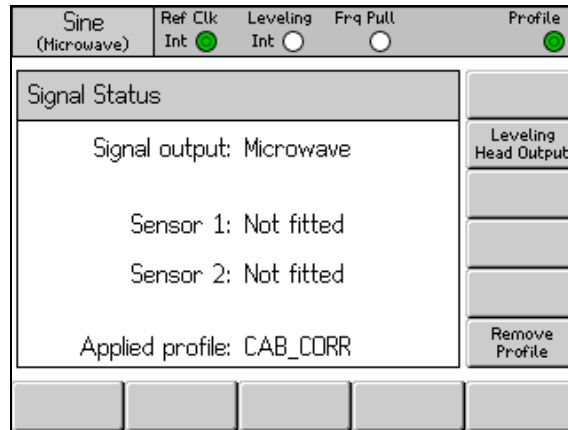 Sine
(Microwave)
Ref Clk
Int
Leveling
Int
Frq Pull
Profile
Signal Status
Signal output: Microwave
Sensor 1: Not fitted
Sensor 2: Not fitted
Applied profile: CAB_CORR
Leveling
Head Output
Remove
Profile